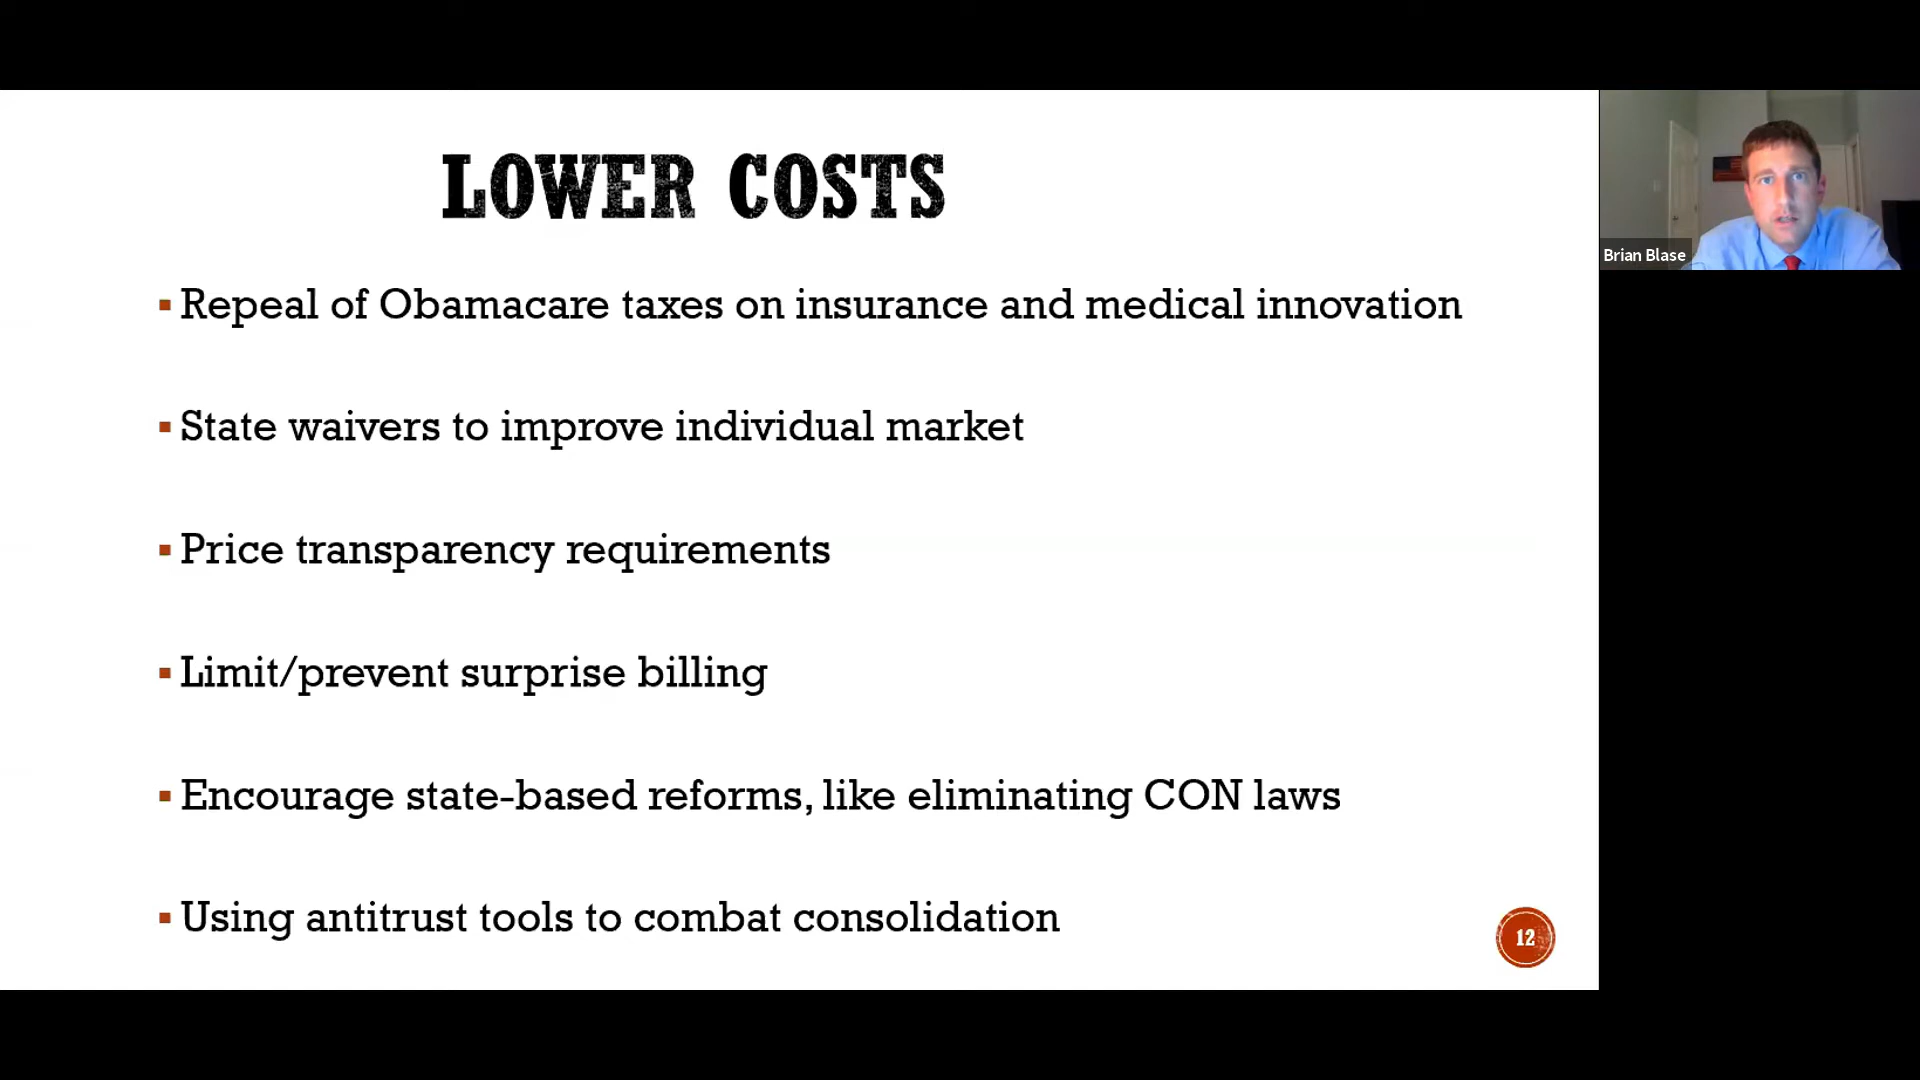 LOWER COSTS
Repeal of Obamacare taxes on insurance and medical innovation
State waivers to improve individual market
Price transparency requirements
Limit/prevent surprise billing
Encourage state-based reforms, like eliminating CON laws
Using antitrust tools to combat consolidation
12
Brian Blase